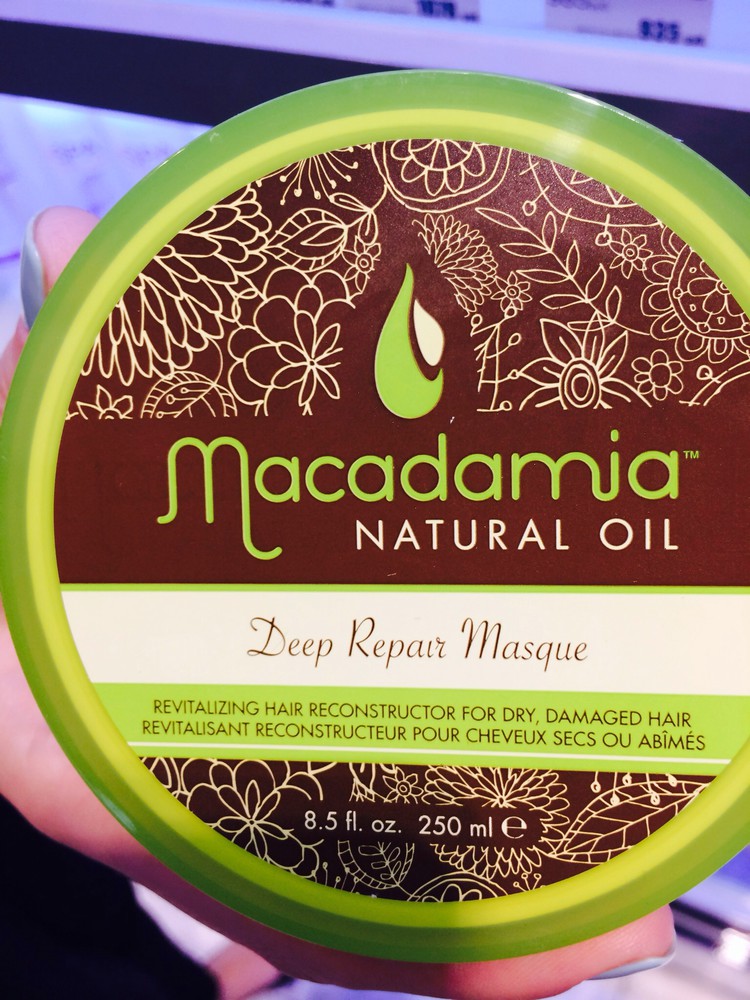 Macadamia™
NATURAL OIL
Deep Repair Masque
REVITALIZING HAIR RECONSTRUCTOR FOR DRY, DAMAGED HAIR
REVITALISANT RECONSTRUCTEUR POUR CHEVEUX SECS OU ABÎMÉS
8.5 fl. oz. 250 ml ℮